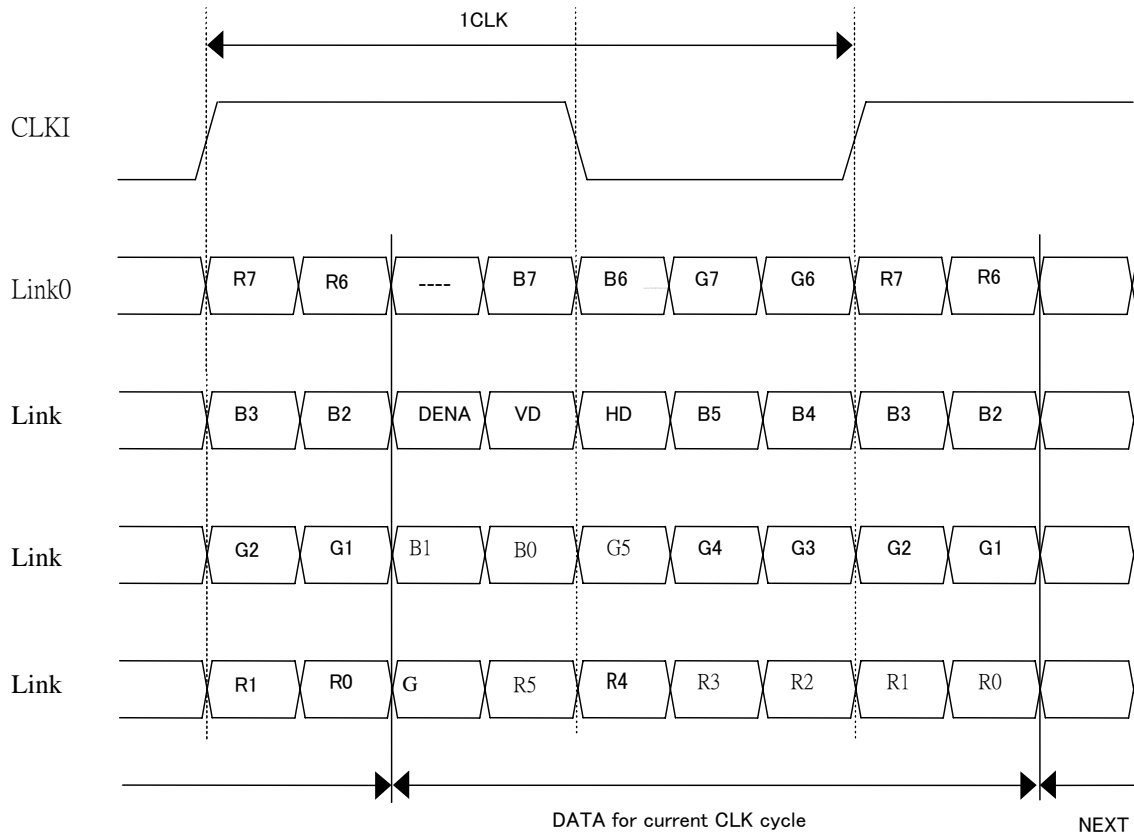 1CLK
CLKI
Link0 R7 R6 ---- B7 B6 G7 G6 R7 R6
Link B3 B2 DENA VD HD B5 B4 B3 B2
Link G2 G1 B1 B0 G5 G4 G3 G2 G1
Link R1 R0 G R5 R4 R3 R2 R1 R0
DATA for current CLK cycle
NEXT